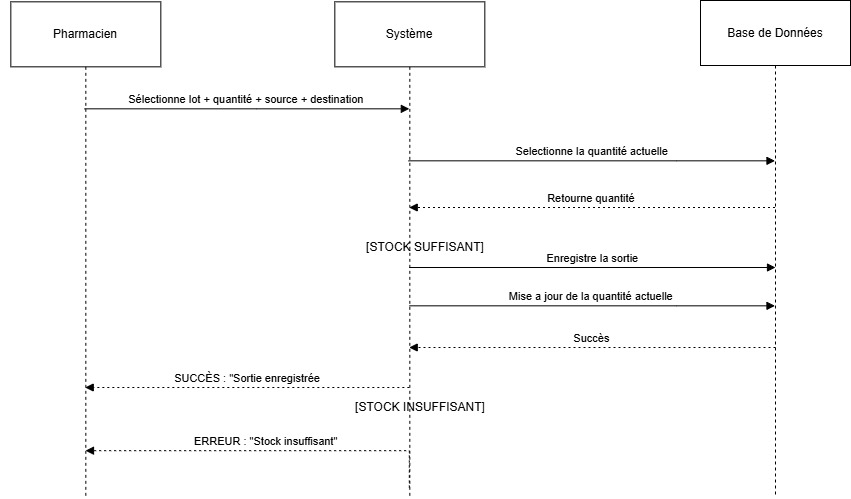 Pharmacien
Système
Base de Données
Sélectionne lot + quantité + source + destination
Selectionne la quantité actuelle
Retourne quantité
[STOCK SUFFISANT]
Enregistre la sortie
Mise a jour de la quantité actuelle
Succès
SUCCÈS : "Sortie enregistrée
[STOCK INSUFFISANT]
ERREUR : "Stock insuffisant"